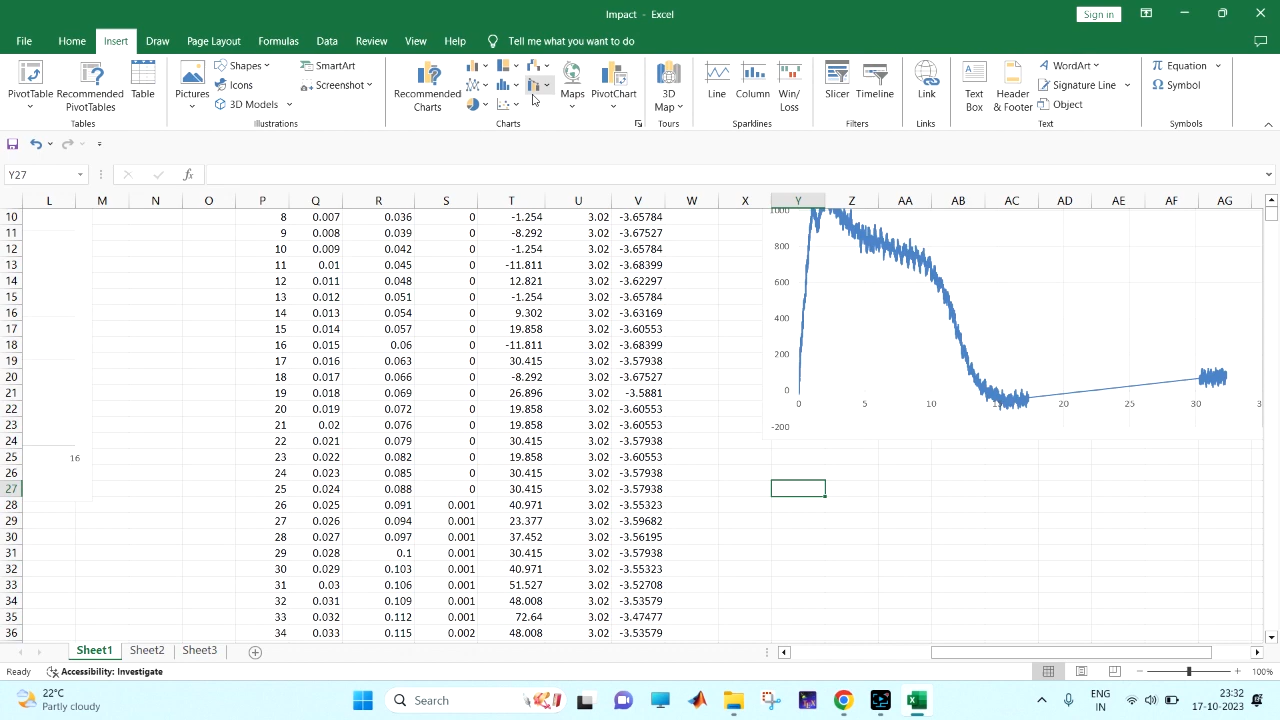 Impact - Excel
Sign in
File Home Insert Draw Page Layout Formulas Data Review View Help Tell me what you want to do
PivotTable Recommended PivotTables Table
Tables
Pictures Shapes Icons 3D Models SmartArt Screenshot
Illustrations
Recommended Charts Maps PivotChart
Charts
3D Map
Tours
Line Column Win/Loss
Sparklines
Slicer Timeline
Filters
Link
Links
Text Box Header & Footer WordArt Signature Line Object
Text
Equation Symbol
Symbols
Y27 fx
L M N O P Q R S T U V W X Y Z AA AB AC AD AE AF AG
10 8 0.007 0.036 0 -1.254 3.02 -3.65784
11 9 0.008 0.039 0 -8.292 3.02 -3.67527
12 10 0.009 0.042 0 -1.254 3.02 -3.65784
13 11 0.01 0.045 0 -11.811 3.02 -3.68399
14 12 0.011 0.048 0 12.821 3.02 -3.62297
15 13 0.012 0.051 0 -1.254 3.02 -3.65784
16 14 0.013 0.054 0 9.302 3.02 -3.63169
17 15 0.014 0.057 0 19.858 3.02 -3.60553
18 16 0.015 0.06 0 -11.811 3.02 -3.68399
19 17 0.016 0.063 0 30.415 3.02 -3.57938
20 18 0.017 0.066 0 -8.292 3.02 -3.67527
21 19 0.018 0.069 0 26.896 3.02 -3.5881
22 20 0.019 0.072 0 19.858 3.02 -3.60553
23 21 0.02 0.076 0 19.858 3.02 -3.60553
24 22 0.021 0.079 0 30.415 3.02 -3.57938
25 16 23 0.022 0.082 0 19.858 3.02 -3.60553
26 24 0.023 0.085 0 30.415 3.02 -3.57938
27 25 0.024 0.088 0 30.415 3.02 -3.57938
28 26 0.025 0.091 0.001 40.971 3.02 -3.55323
29 27 0.026 0.094 0.001 23.377 3.02 -3.59682
30 28 0.027 0.097 0.001 37.452 3.02 -3.56195
31 29 0.028 0.1 0.001 30.415 3.02 -3.57938
32 30 0.029 0.103 0.001 40.971 3.02 -3.55323
33 31 0.03 0.106 0.001 51.527 3.02 -3.52708
34 32 0.031 0.109 0.001 48.008 3.02 -3.53579
35 33 0.032 0.112 0.001 72.64 3.02 -3.47477
36 34 0.033 0.115 0.002 48.008 3.02 -3.53579
1000
800
600
400
200
0
-200
0 5 10 15 20 25 30
Sheet1 Sheet2 Sheet3
Ready Accessibility: Investigate 100%
22°C
Partly cloudy
Search
ENG
IN
23:32
17-10-2023